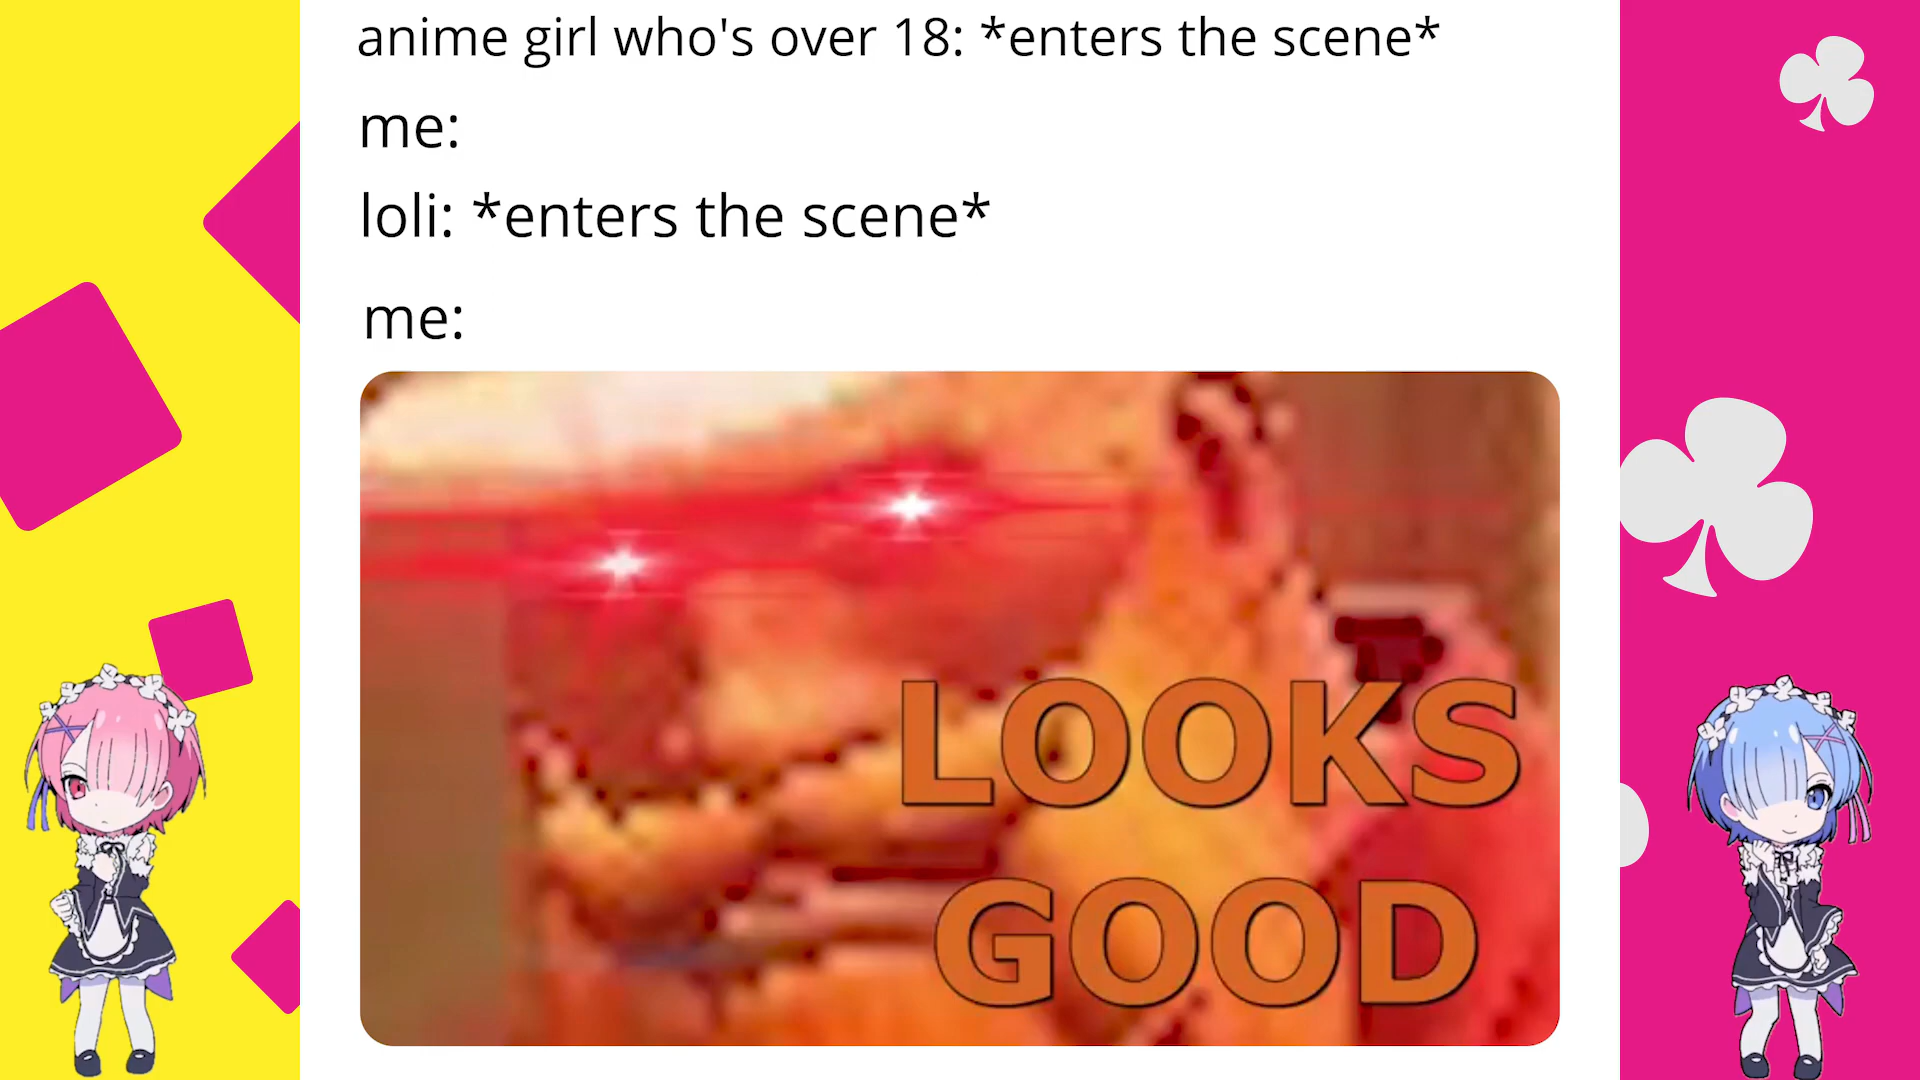 anime girl who's over 18: *enters the scene*
me:
loli: *enters the scene*
me:
LOOKS
GOOD